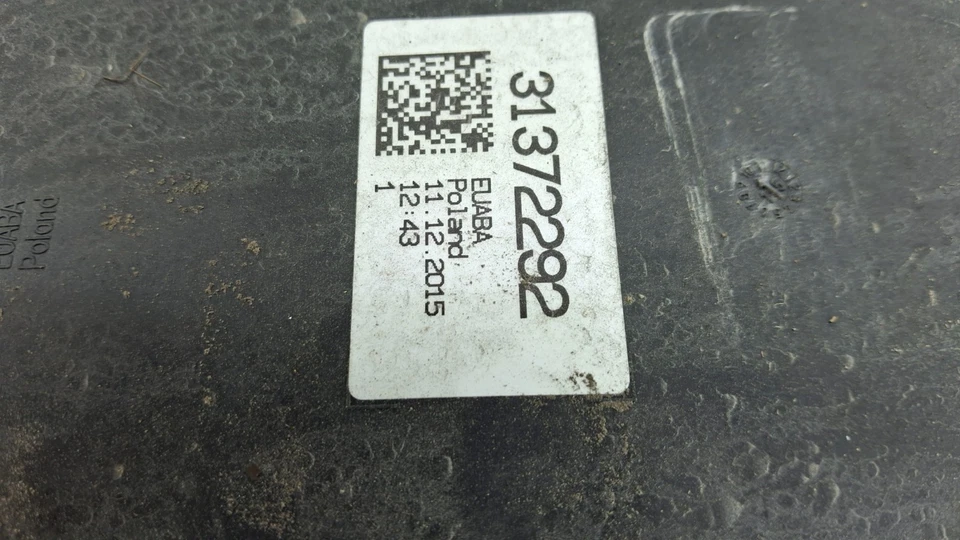 31372292
EUABA
Poland
11.12.2015
12:43
1
EUABA
Poland